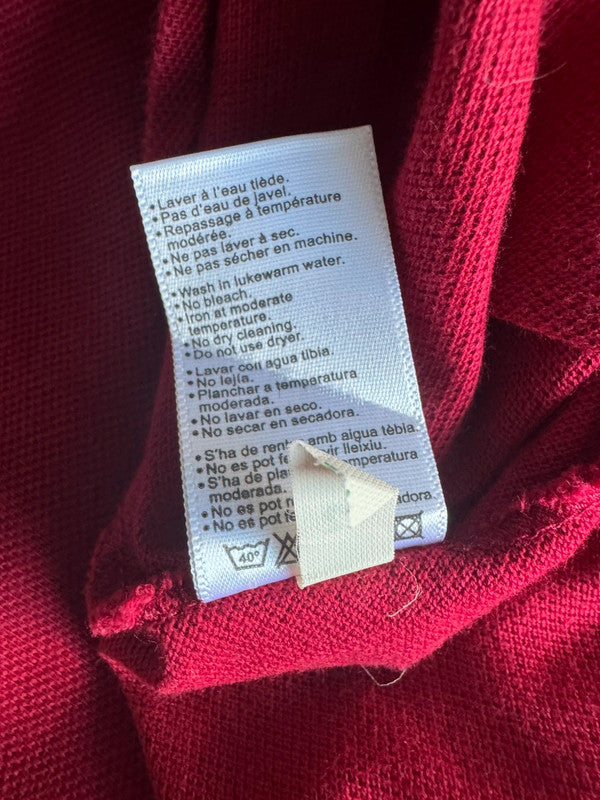 • Laver à l'eau tiède.
• Pas d'eau de javel.
• Repassage à température
modérée.
• Ne pas laver à sec.
• Ne pas sécher en machine.
• Wash in lukewarm water.
• No bleach.
• Iron at moderate
temperature.
• No dry cleaning.
• Do not use dryer.
• Lavar con agua tibia.
• No lejía.
• Planchar a temperatura
moderada.
• No lavar en seco.
• No secar en secadora.
• S'ha de amb aigua tèbia.
• No es pot lleixiu.
• S'ha de temperatura
moderada.
• No es pot
• No es pot secadora
40°